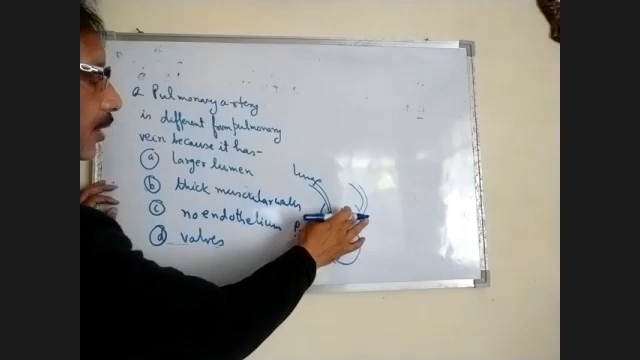 2 Pulmonary artery
is different from pulmonary
vein because it has-
a larger lumen
b thick muscular walls
c no endothelium
d valves
lungs
P